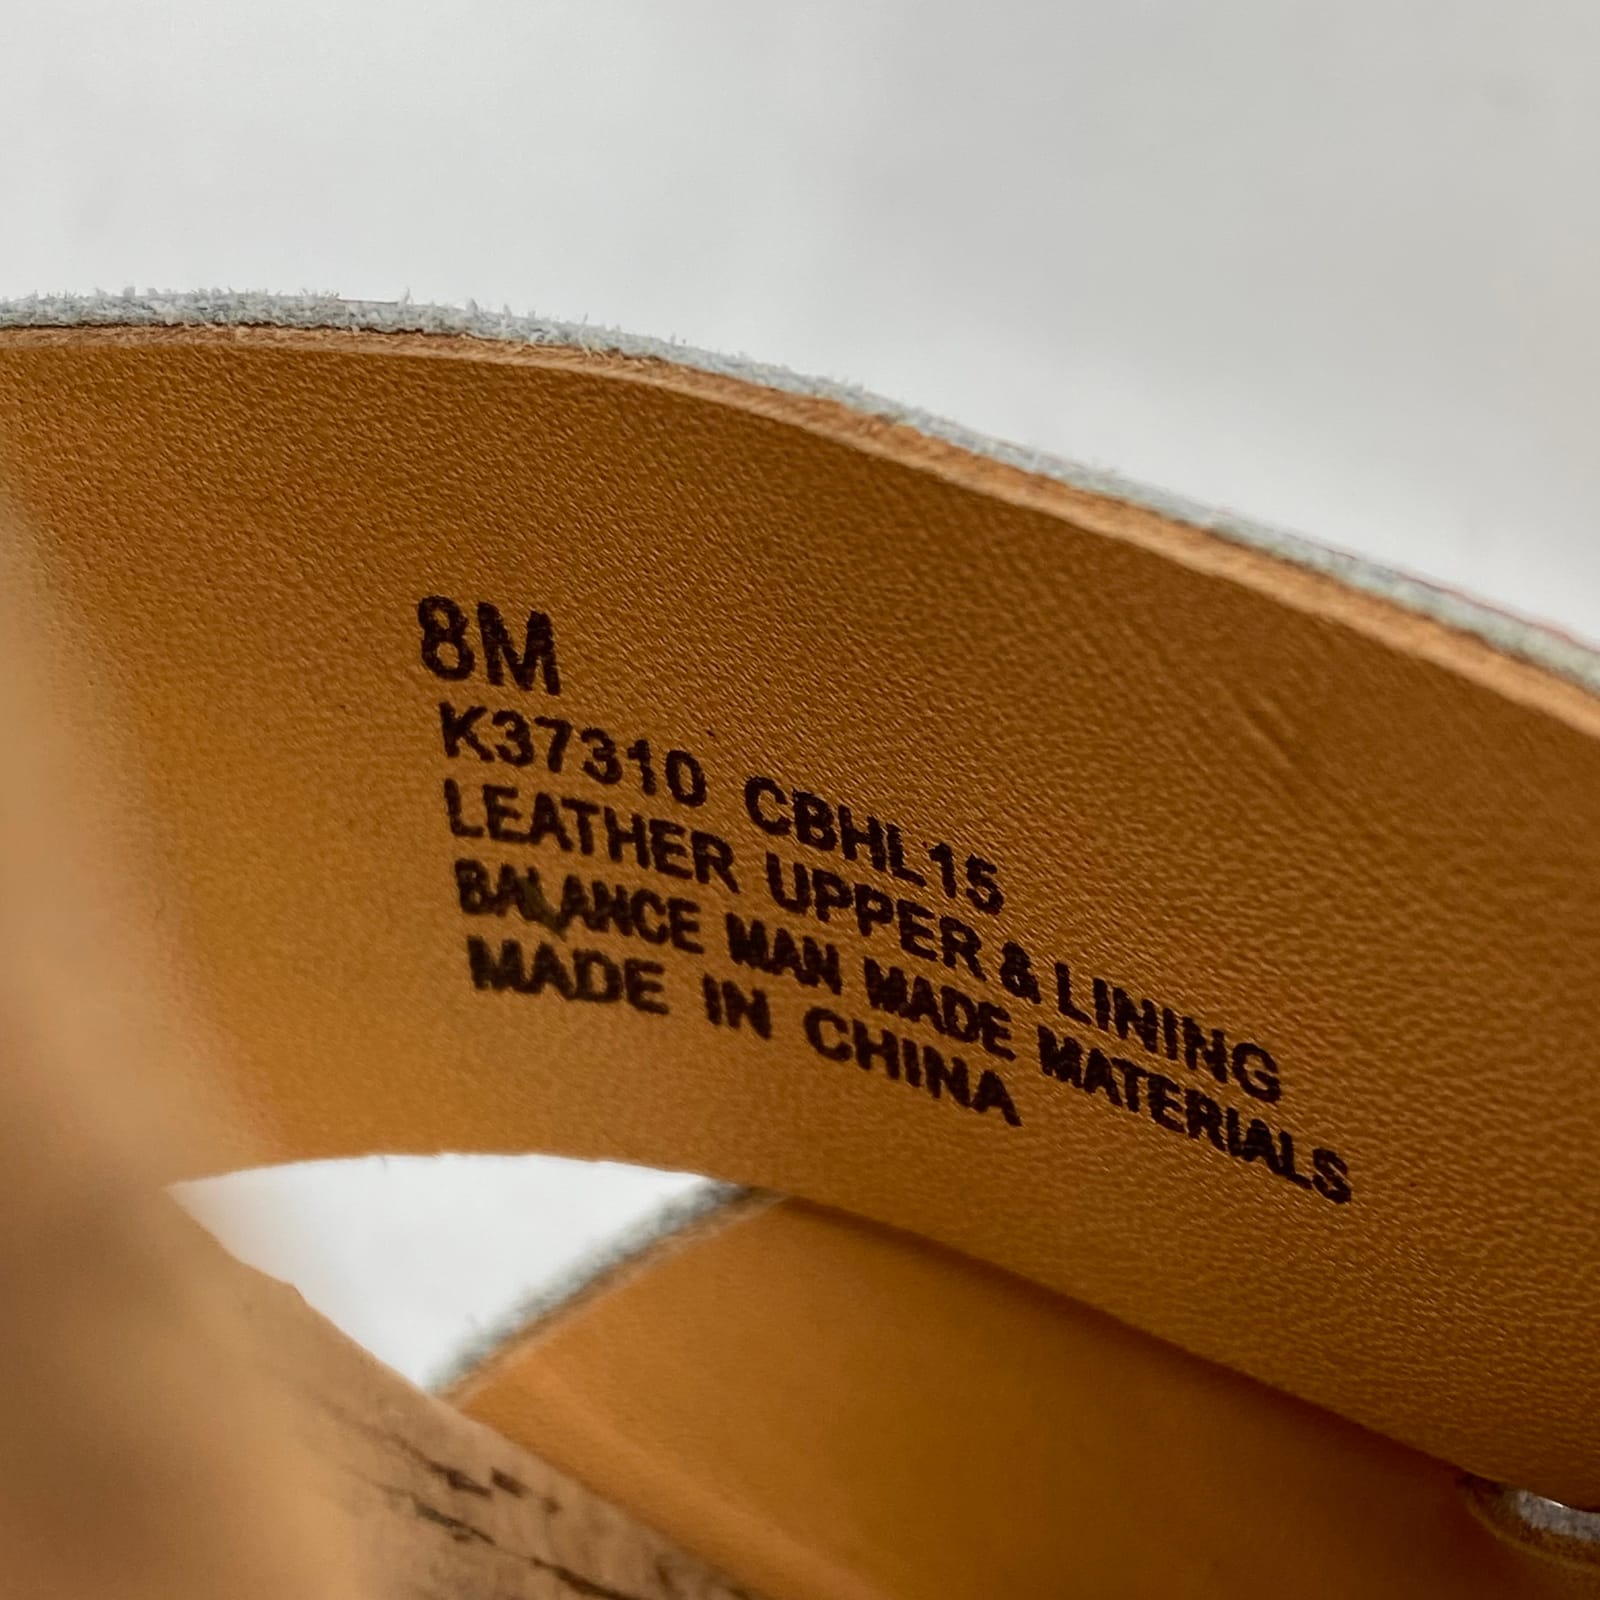 8M
K37310 CBHL15
LEATHER UPPER & LINING
BALANCE MAN MADE MATERIALS
MADE IN CHINA